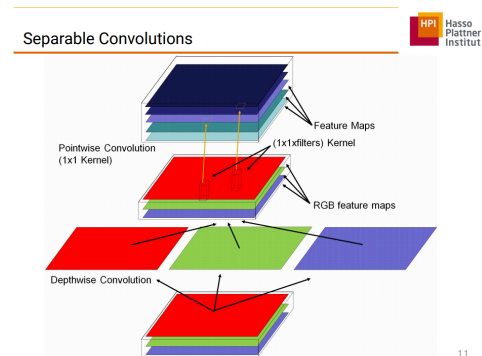 Separable Convolutions
HPI
Hasso
Plattner
Institut
Feature Maps
Pointwise Convolution
(1x1 Kernel)
(1x1xfilters) Kernel
RGB feature maps
Depthwise Convolution
11